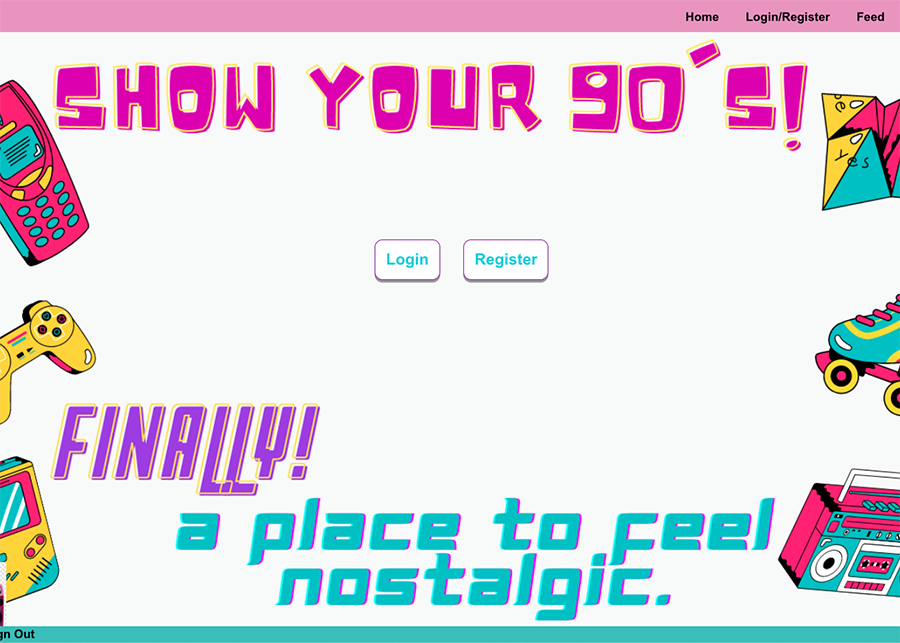 Home Login/Register Feed
SHOW YOUR 90'S!
Yes
Login Register
FINALLY!
a place to feel
nostalgic.
gn Out